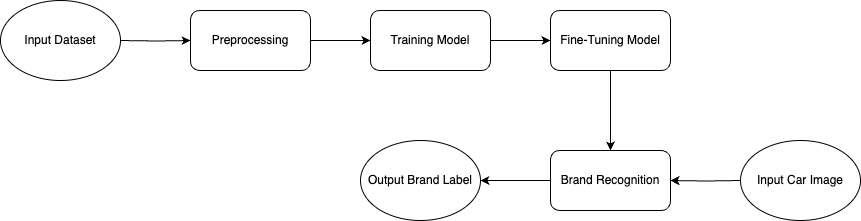 Input Dataset
Preprocessing
Training Model
Fine-Tuning Model
Output Brand Label
Brand Recognition
Input Car Image